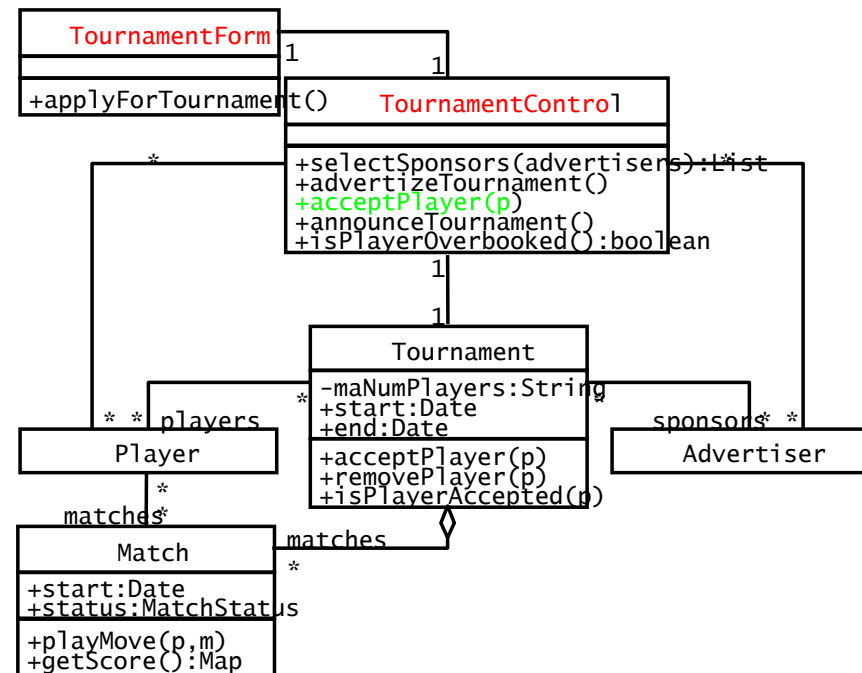 TournamentForm
1
1
+applyForTournament()
TournamentControl
*
*
+selectSponsors(advertisers):List
+advertizeTournament()
+acceptPlayer(p)
+announceTournament()
+isPlayerOverbooked():boolean
1
1
Tournament
-maNumPlayers:String
+start:Date
+end:Date
*
*
* * players
sponsors* *
Player
Advertiser
+acceptPlayer(p)
+removePlayer(p)
+isPlayerAccepted(p)
*
matches*
Match
matches
*
+start:Date
+status:MatchStatus
+playMove(p,m)
+getScore():Map